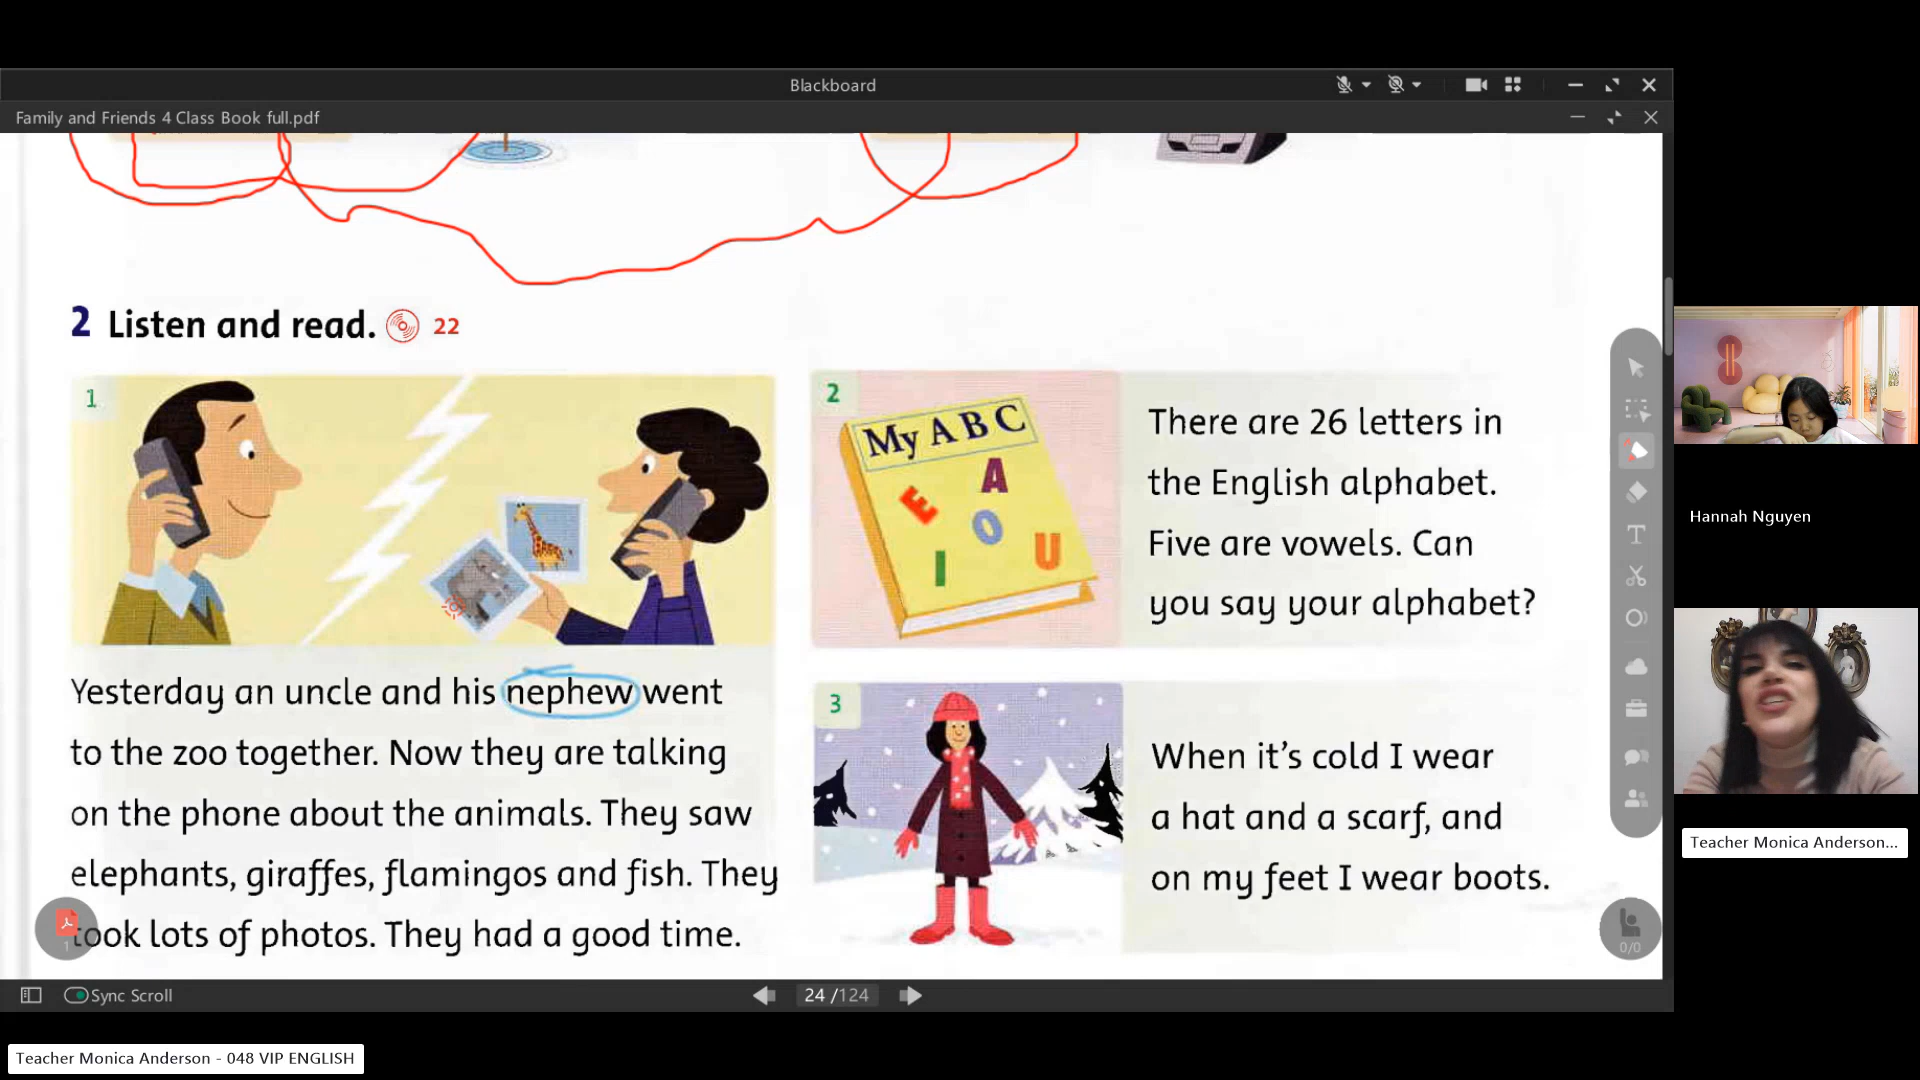 Blackboard
Family and Friends 4 Class Book full.pdf
2 Listen and read. 22
1
Yesterday an uncle and his nephew went
to the zoo together. Now they are talking
on the phone about the animals. They saw
elephants, giraffes, flamingos and fish. They
took lots of photos. They had a good time.
2
My A B C
A
E
O
I
U
There are 26 letters in
the English alphabet.
Five are vowels. Can
you say your alphabet?
3
When it's cold I wear
a hat and a scarf, and
on my feet I wear boots.
1
0/0
Sync Scroll
24 /124
Hannah Nguyen
Teacher Monica Anderson...
Teacher Monica Anderson - 048 VIP ENGLISH